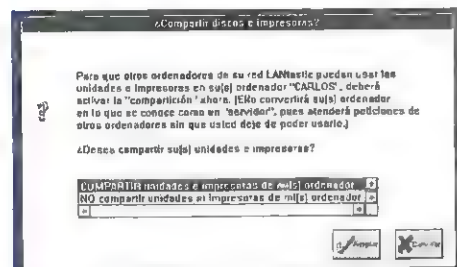 ¿Compartir discos e impresoras?
Para que otros ordenadores de su red LANtastic puedan usar las
unidades e impresoras en su(s) ordenador "CARLOS", deberá
activar la "compartición" ahora. (Ello convertirá su(s) ordenador
en lo que se conoce como un "servidor", pues atenderá peticiones de
otros ordenadores sin que usted deje de poder usarlo.)
¿Desea compartir su(s) unidades e impresoras?
COMPARTIR unidades e impresoras de mi(s) ordenador
NO compartir unidades ni impresoras de mi(s) ordenador
Aceptar